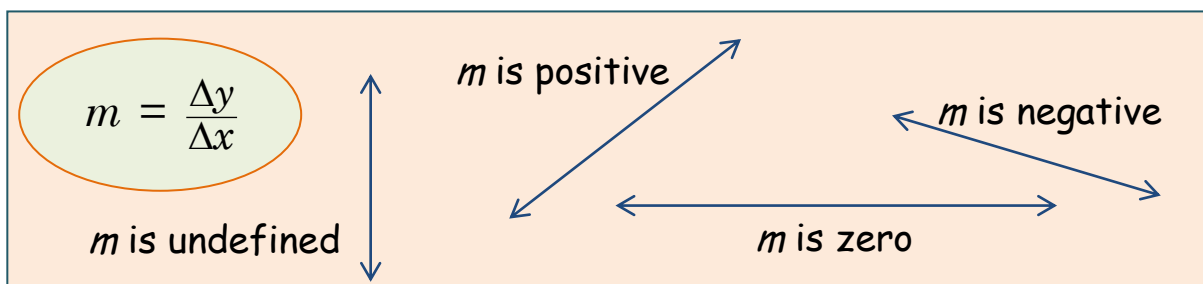 m = Δy/Δx
m is positive
m is negative
m is undefined
m is zero